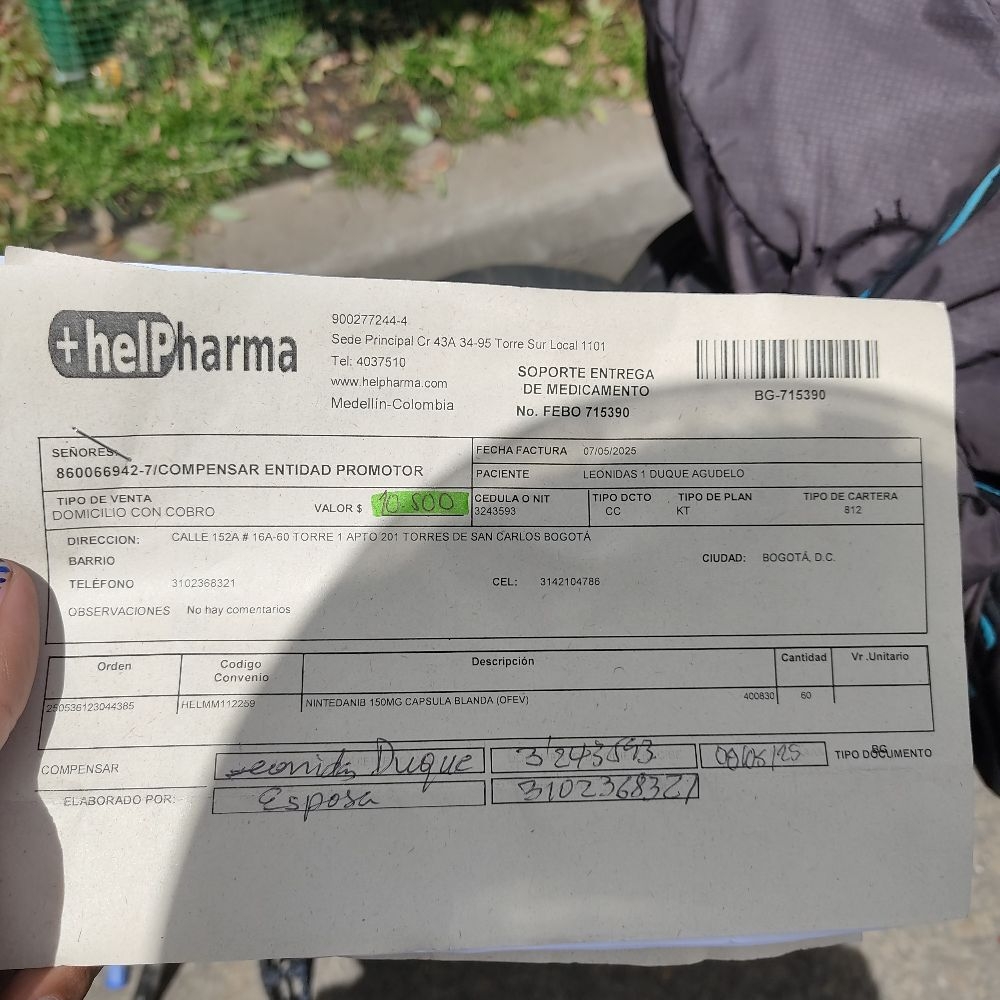 +helPharma
900277244-4
Sede Principal Cr 43A 34-95 Torre Sur Local 1101
Tel: 4037510
www.helpharma.com
Medellín-Colombia
SOPORTE ENTREGA
DE MEDICAMENTO
No. FEBO 715390
BG-715390
SEÑORES:
860066942-7/COMPENSAR ENTIDAD PROMOTOR
FECHA FACTURA 07/05/2025
PACIENTE LEONIDAS 1 DUQUE AGUDELO
TIPO DE VENTA
DOMICILIO CON COBRO
VALOR $ 10.800
CEDULA O NIT
3243593
TIPO DCTO
CC
TIPO DE PLAN
KT
TIPO DE CARTERA
812
DIRECCION: CALLE 152A # 16A-60 TORRE 1 APTO 201 TORRES DE SAN CARLOS BOGOTÁ
BARRIO
CIUDAD: BOGOTÁ, D.C.
TELÉFONO 3102368321
CEL: 3142104786
OBSERVACIONES No hay comentarios
Orden Codigo Convenio Descripción Cantidad Vr .Unitario
250536123044385 HELMM112259 NINTEDANIB 150MG CAPSULA BLANDA (OFEV) 400830 60
COMPENSAR Leonidas Duque 3243593 TIPO DOCUMENTO
BG
ELABORADO POR: Esposa 3102368321